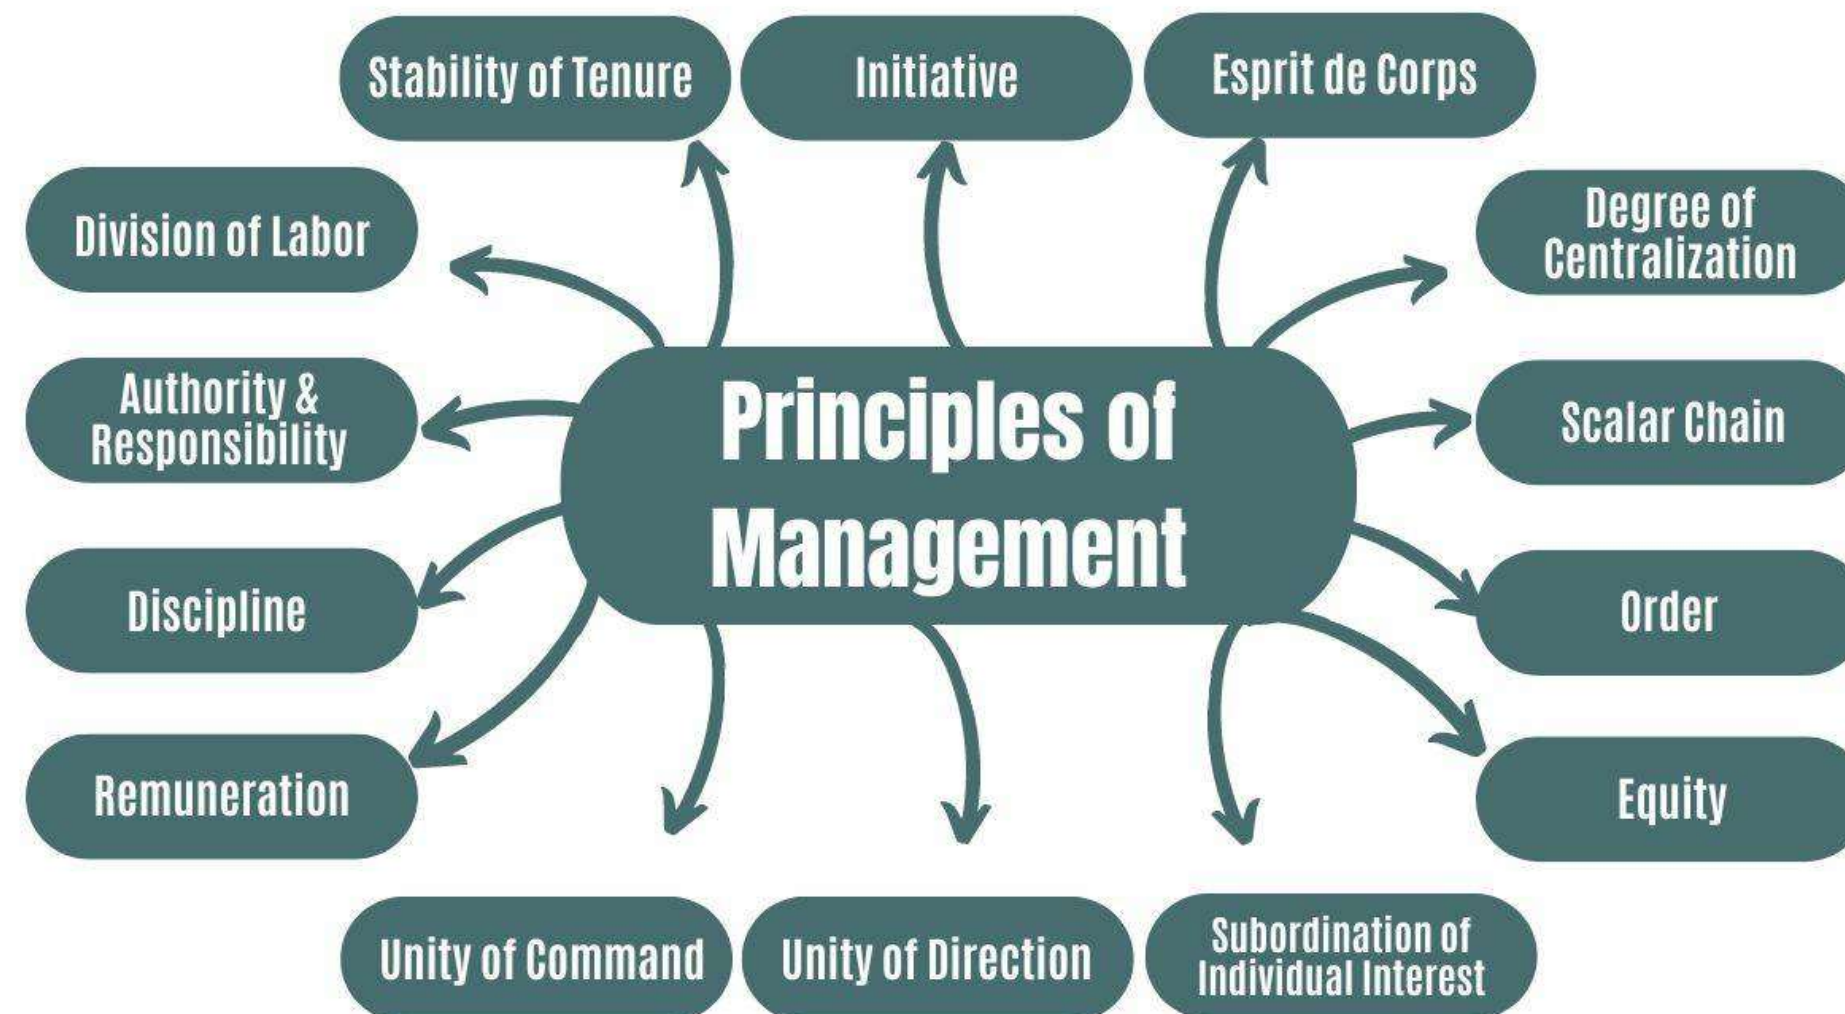 Stability of Tenure
Initiative
Esprit de Corps
Division of Labor
Degree of
Centralization
Authority &
Responsibility
Principles of
Management
Scalar Chain
Discipline
Order
Remuneration
Equity
Unity of Command
Unity of Direction
Subordination of
Individual Interest